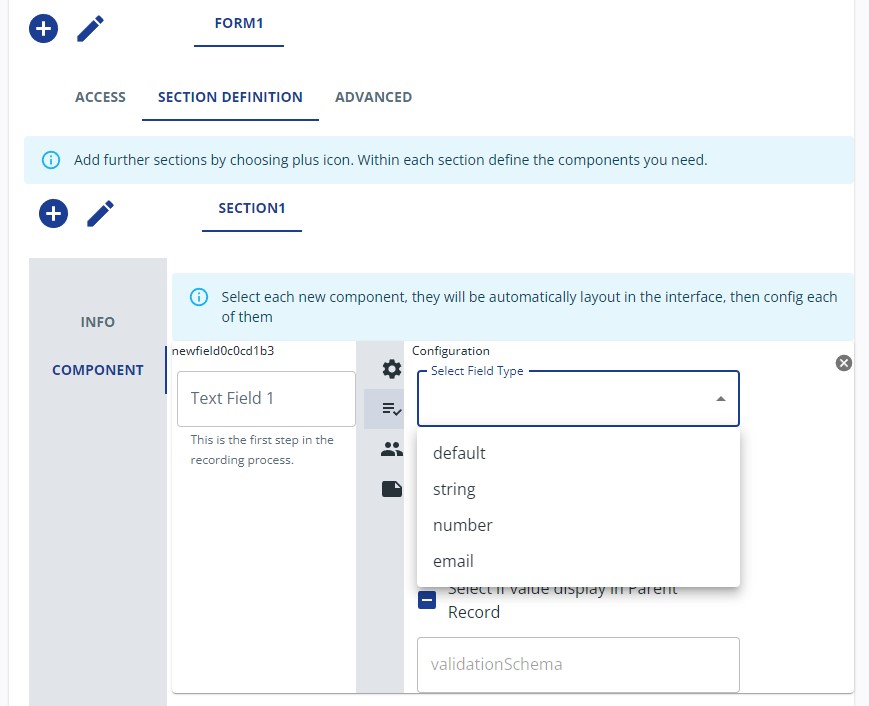 FORM1
ACCESS
SECTION DEFINITION
ADVANCED
Add further sections by choosing plus icon. Within each section define the components you need.
SECTION1
INFO
COMPONENT
Select each new component, they will be automatically layout in the interface, then config each
of them
newfield0c0cd1b3
Text Field 1
This is the first step in the
recording process.
Configuration
Select Field Type
default
string
number
email
Select if value display in Parent
Record
validationSchema